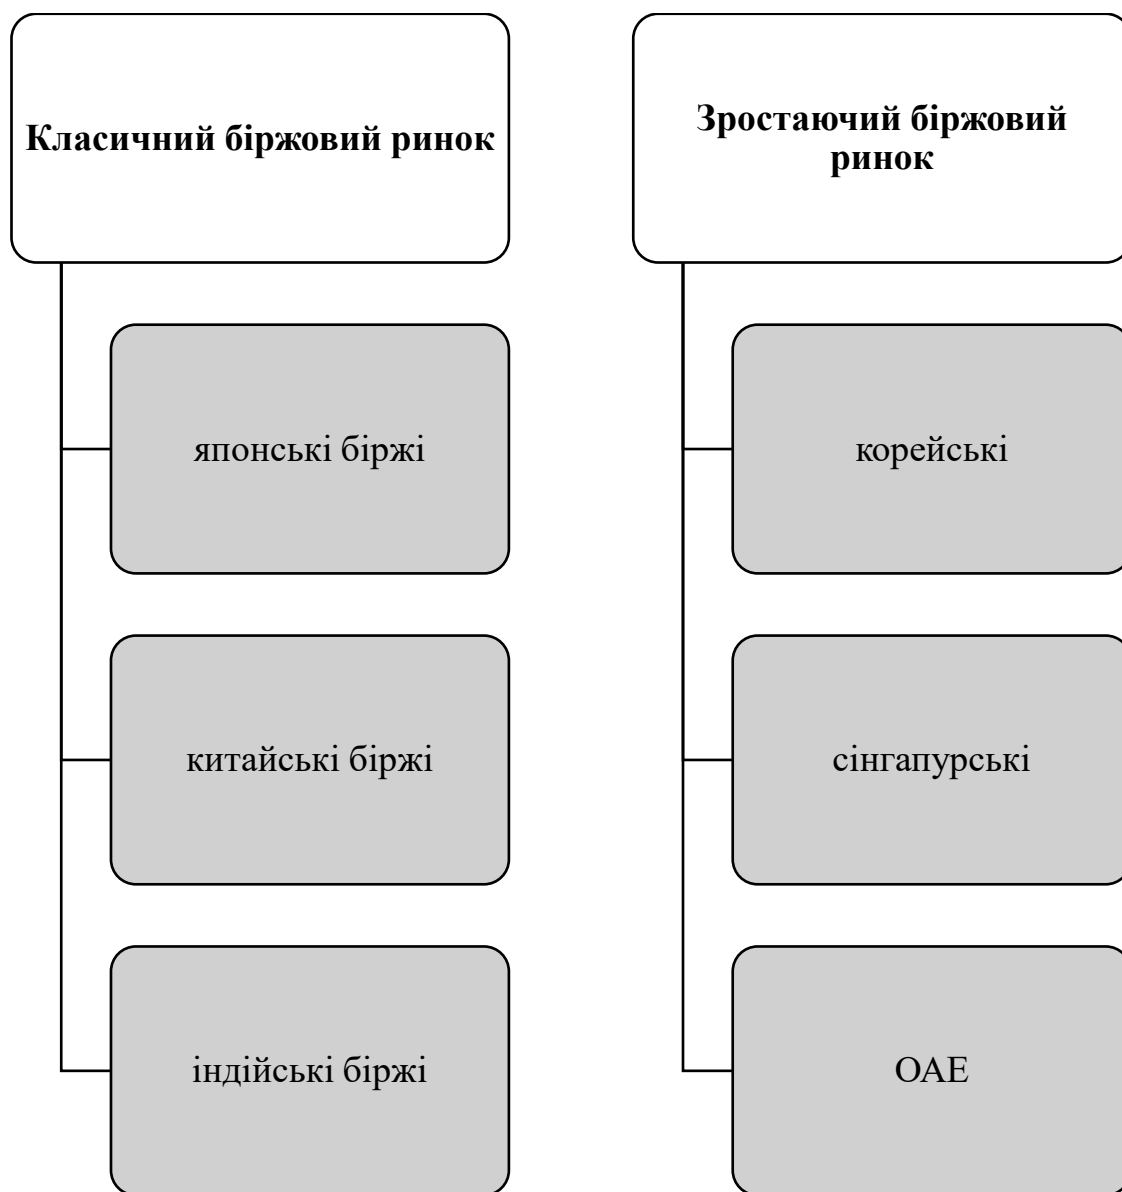 Класичний біржовий ринок
японські біржі
китайські біржі
індійські біржі
Зростаючий біржовий
ринок
корейські
сінгапурські
ОАЕ